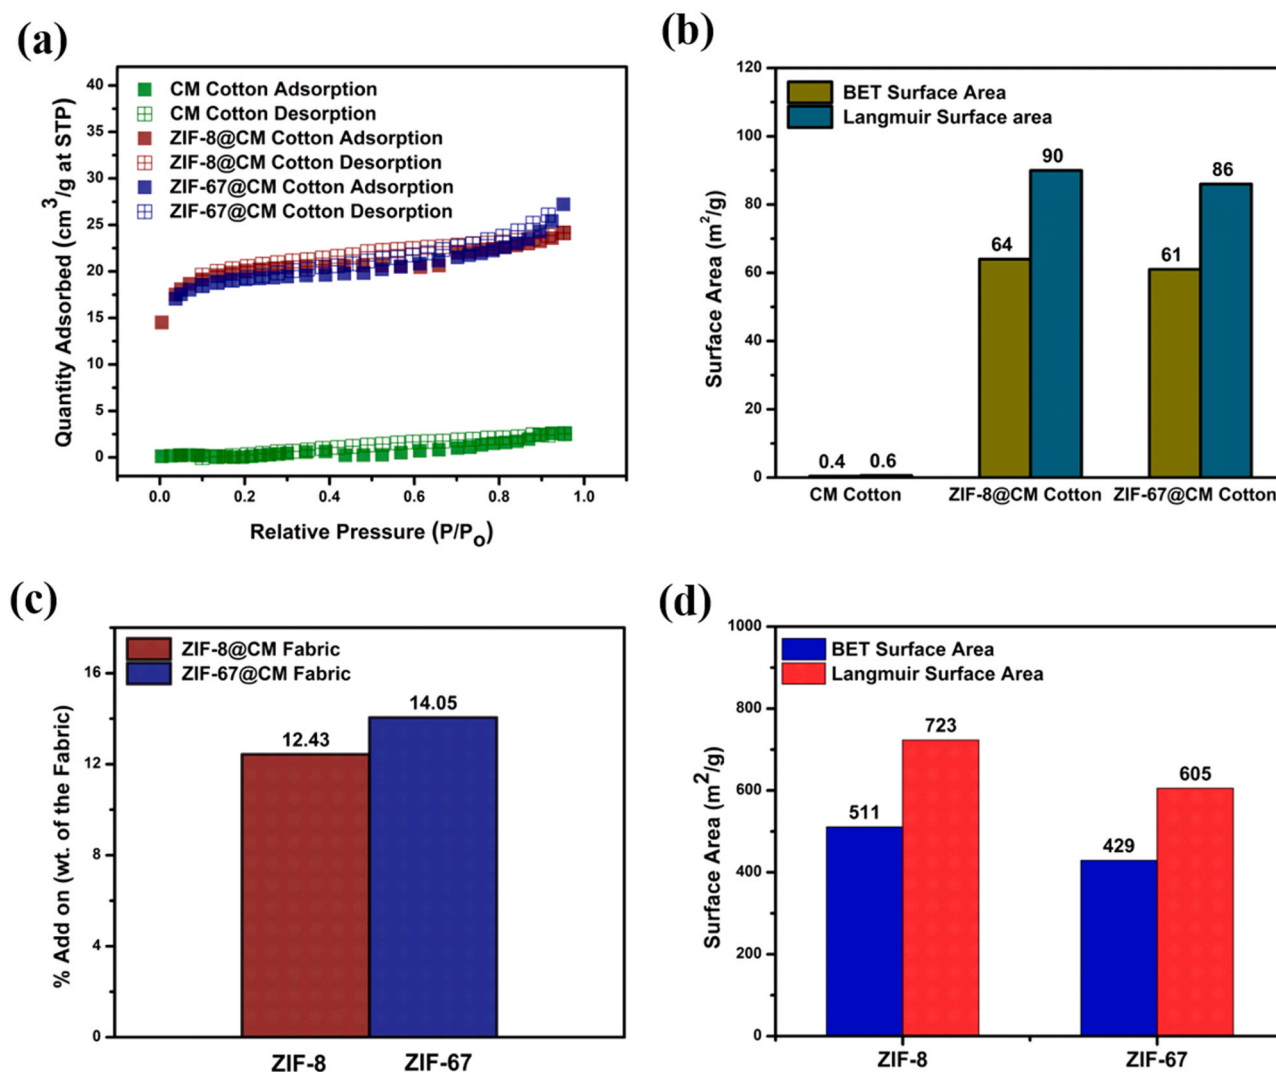 (a)
CM Cotton Adsorption
CM Cotton Desorption
ZIF-8@CM Cotton Adsorption
ZIF-8@CM Cotton Desorption
ZIF-67@CM Cotton Adsorption
ZIF-67@CM Cotton Desorption
Quantity Adsorbed (cm³/g at STP)
40
35
30
25
20
15
10
5
0
0.0 0.2 0.4 0.6 0.8 1.0
Relative Pressure (P/Po)
(b)
BET Surface Area
Langmuir Surface area
Surface Area (m²/g)
120
100
80
60
40
20
0
0.4 0.6
64 90
61 86
CM Cotton ZIF-8@CM Cotton ZIF-67@CM Cotton
(c)
ZIF-8@CM Fabric
ZIF-67@CM Fabric
% Add on (wt. of the Fabric)
16
12
8
4
0
12.43 14.05
ZIF-8 ZIF-67
(d)
BET Surface Area
Langmuir Surface Area
Surface Area (m²/g)
1000
800
600
400
200
0
511 723
429 605
ZIF-8 ZIF-67